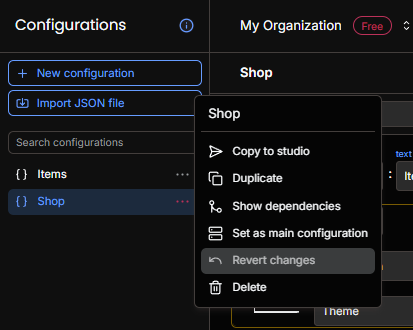 Configurations
My Organization
Free
New configuration
Import JSON file
Search configurations
{ } Items ...
{ } Shop ...
Shop
Shop
Copy to studio
Duplicate
Show dependencies
Set as main configuration
Revert changes
Delete
text
:
Theme